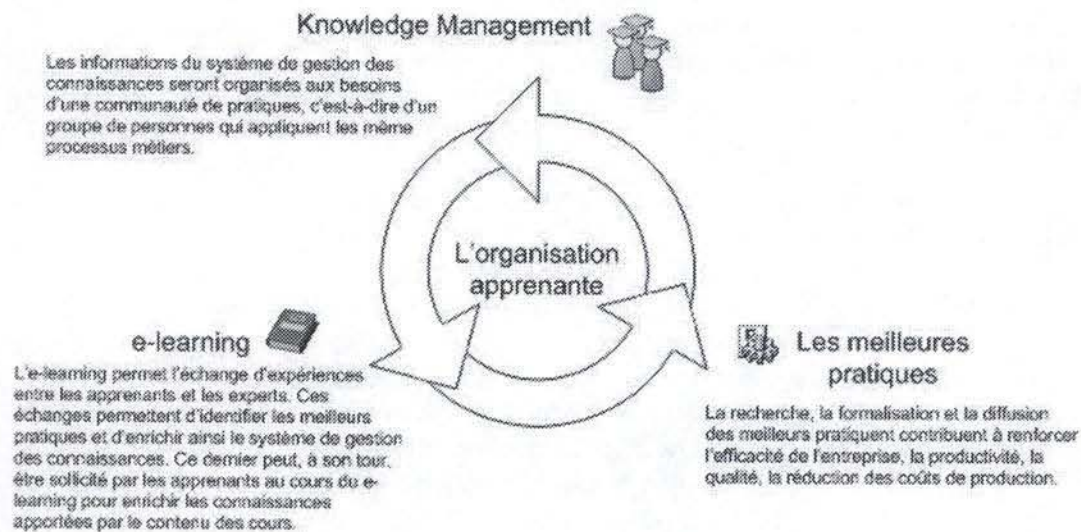 Knowledge Management
Les informations du système de gestion des
connaissances seront organisés aux besoins
d'une communauté de pratiques, c'est-à-dire d'un
groupe de personnes qui appliquent les même
processus métiers.
L'organisation
apprenante
e-learning
L'e-learning permet l'échange d'expériences
entre les apprenants et les experts. Ces
échanges permettent d'identifier les meilleurs
pratiques et d'enrichir ainsi le système de gestion
des connaissances. Ce dernier peut, à son tour,
être sollicité par les apprenants au cours du e-
learning pour enrichir les connaissances
apportées par le contenu des cours.
Les meilleures
pratiques
La recherche, la formalisation et la diffusion
des meilleurs pratiquent contribuent à renforcer
l'efficacité de l'entreprise, la productivité, la
qualité, la réduction des coûts de production.